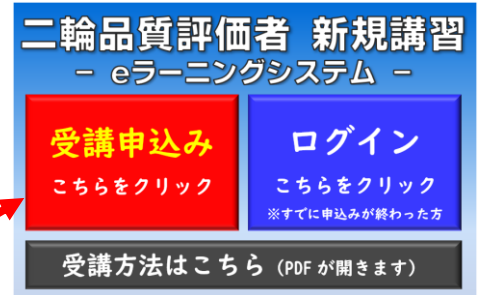 二輪品質評価者 新規講習
－ eラーニングシステム －
受講申込み
こちらをクリック
ログイン
こちらをクリック
※すでに申込みが終わった方
受講方法はこちら（PDFが開きます）